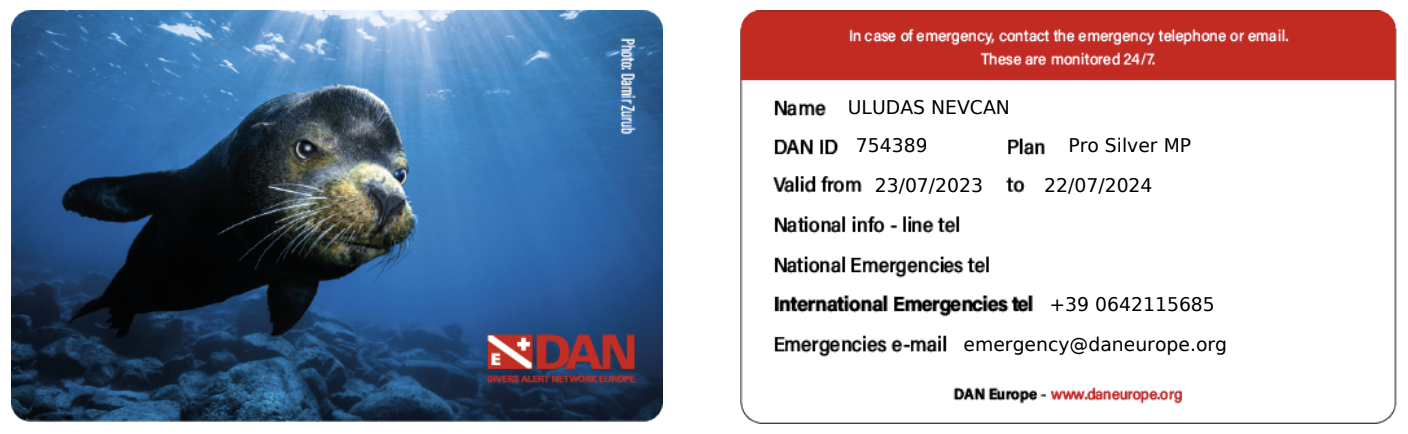 Photo: Damir Zurub
E
DAN
DIVERS ALERT NETWORK EUROPE
In case of emergency, contact the emergency telephone or email.
These are monitored 24/7.
Name ULUDAS NEVCAN
DAN ID 754389 Plan Pro Silver MP
Valid from 23/07/2023 to 22/07/2024
National info - line tel
National Emergencies tel
International Emergencies tel +39 0642115685
Emergencies e-mail emergency@daneurope.org
DAN Europe - www.daneurope.org